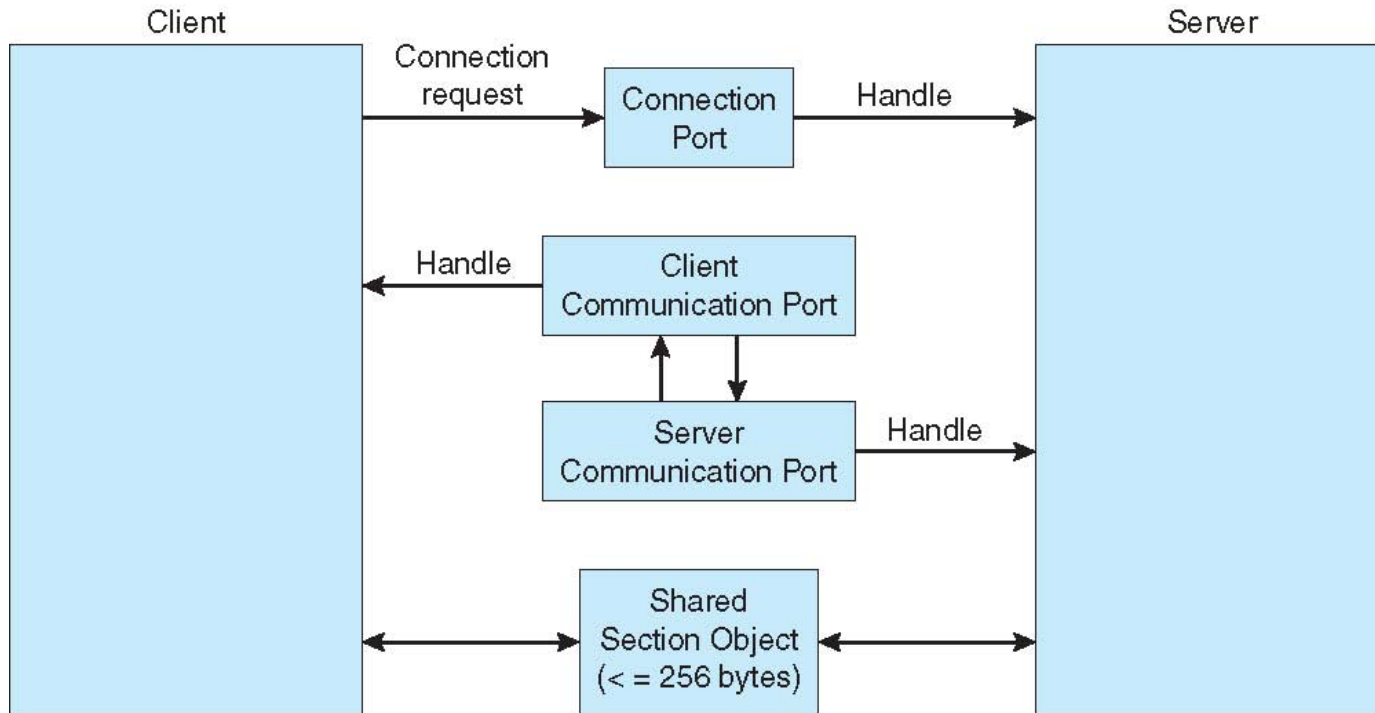 Client
Server
Connection
request
Connection
Port
Handle
Handle
Client
Communication Port
Server
Communication Port
Handle
Shared
Section Object
(< = 256 bytes)